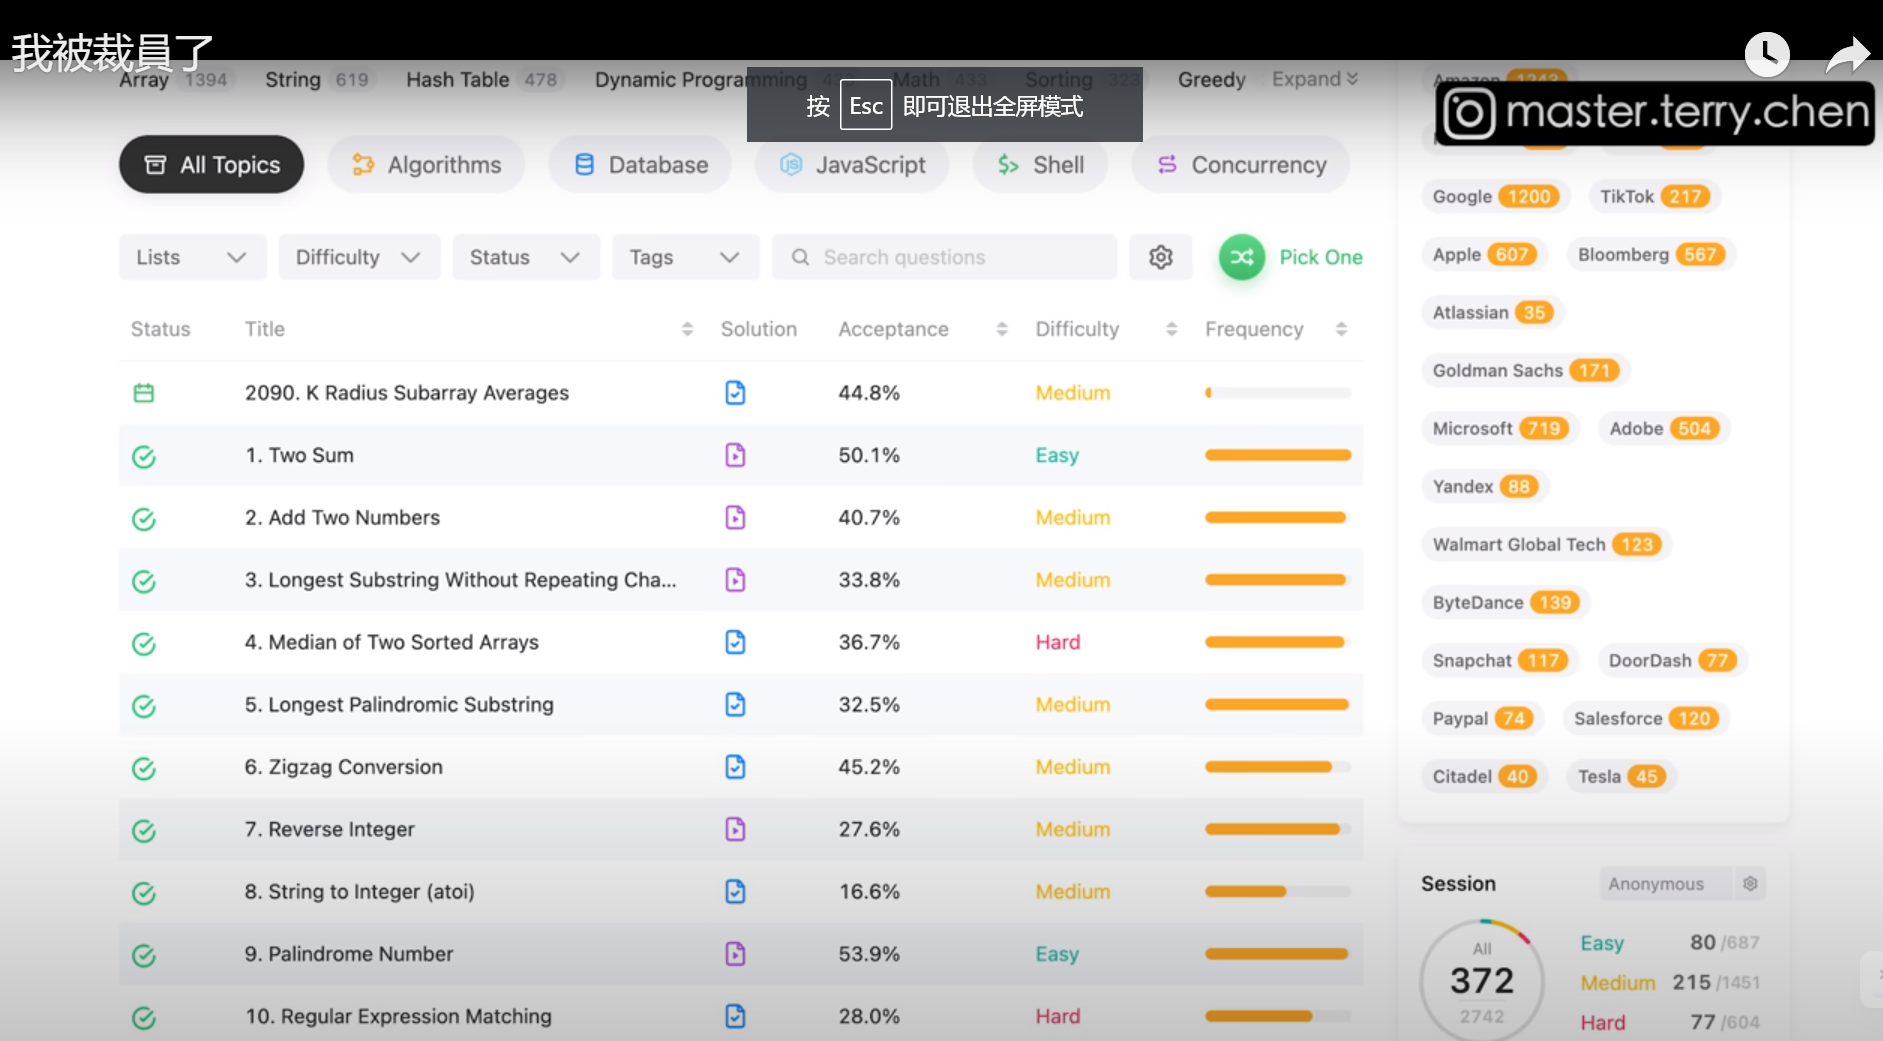 我被裁員了
Array 1394 String 619 Hash Table 478 Dynamic Programming Math 433 Sorting 323 Greedy Expand
按 Esc 即可退出全屏模式
Amazon 1243
master.terry.chen
All Topics Algorithms Database JavaScript Shell Concurrency
Lists Difficulty Status Tags Search questions Pick One
Status Title Solution Acceptance Difficulty Frequency
2090. K Radius Subarray Averages 44.8% Medium
1. Two Sum 50.1% Easy
2. Add Two Numbers 40.7% Medium
3. Longest Substring Without Repeating Cha... 33.8% Medium
4. Median of Two Sorted Arrays 36.7% Hard
5. Longest Palindromic Substring 32.5% Medium
6. Zigzag Conversion 45.2% Medium
7. Reverse Integer 27.6% Medium
8. String to Integer (atoi) 16.6% Medium
9. Palindrome Number 53.9% Easy
10. Regular Expression Matching 28.0% Hard
Google 1200 TikTok 217
Apple 607 Bloomberg 567
Atlassian 35
Goldman Sachs 171
Microsoft 719 Adobe 504
Yandex 88
Walmart Global Tech 123
ByteDance 139
Snapchat 117 DoorDash 77
Paypal 74 Salesforce 120
Citadel 40 Tesla 45
Session Anonymous
All
372
2742
Easy 80 /687
Medium 215 /1451
Hard 77 /604